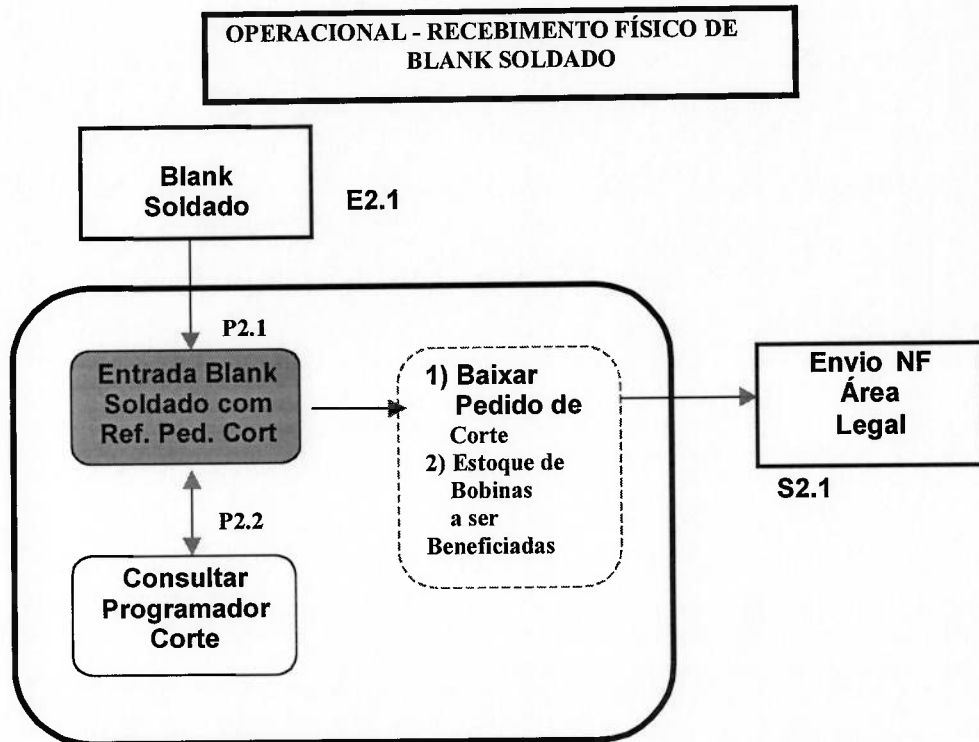 OPERACIONAL - RECEBIMENTO FÍSICO DE
BLANK SOLDADO
Blank
Soldado
E2.1
P2.1
Entrada Blank
Soldado com
Ref. Ped. Cort
P2.2
Consultar
Programador
Corte
1) Baixar
Pedido de
Corte
2) Estoque de
Bobinas
a ser
Beneficiadas
Envio NF
Área
Legal
S2.1